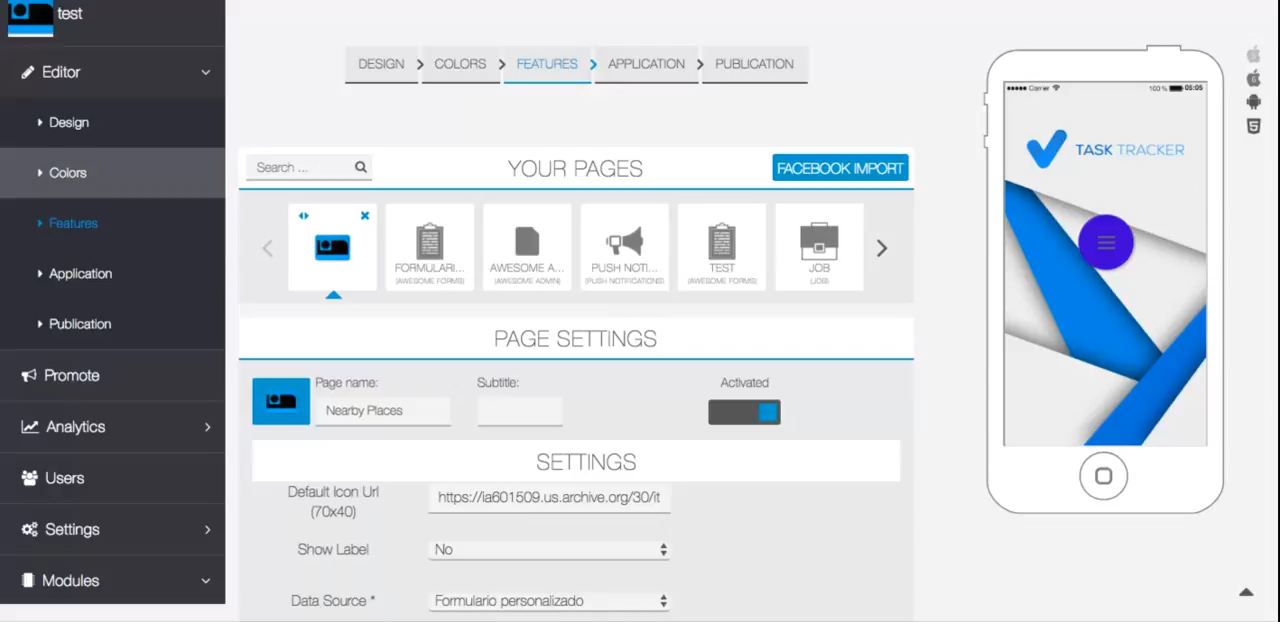 test
Editor
Design
Colors
Features
Application
Publication
Promote
Analytics
Users
Settings
Modules
DESIGN
COLORS
FEATURES
APPLICATION
PUBLICATION
Search ...
YOUR PAGES
FACEBOOK IMPORT
FORMULARI...
(AWESOME FORMS)
AWESOME A...
(AWESOME ADMIN)
PUSH NOTI...
(PUSH NOTIFICATIONS)
TEST
(AWESOME FORMS)
JOB
(JOB)
PAGE SETTINGS
Page name:
Nearby Places
Subtitle:
Activated
SETTINGS
Default Icon Url
(70x40)
https://ia601509.us.archive.org/30/it
Show Label
No
Data Source *
Formulario personalizado
Carrier
100 %
05:05
TASK TRACKER